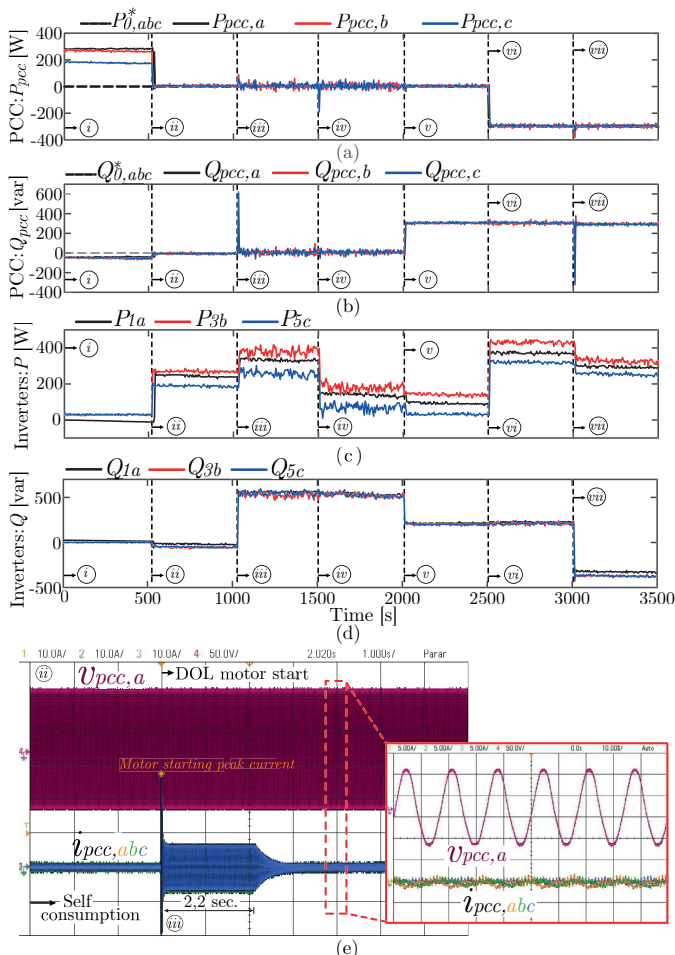 P*0,abc Ppcc,a Ppcc,b Ppcc,c
PCC:Ppcc [W]
400
200
0
-200
-400
i ii iii iv v vi vii
(a)
Q*0,abc Qpcc,a Qpcc,b Qpcc,c
PCC:Qpcc [var]
600
400
200
0
-200
-400
i ii iii iv v vi vii
(b)
P1a P3b P5c
Inverters:P [W]
400
200
0
i ii iii iv v vi vii
(c)
Q1a Q3b Q5c
Inverters:Q [var]
500
0
-500
i ii iii iv v vi vii
0 500 1000 1500 2000 2500 3000 3500
Time [s]
(d)
1 10.0A/ 2 10.0A/ 3 10.0A/ 4 50.0V/ 2.020s 1.000s/ Parar
ii
vpcc,a
DOL motor start
Motor starting peak current
ipcc,abc
Self
consumption
2,2 sec.
iii
1 5.00A/ 2 5.00A/ 3 5.00A/ 4 50.0V/ 0.0s 10.00%/ Auto
vpcc,a
ipcc,abc
(e)